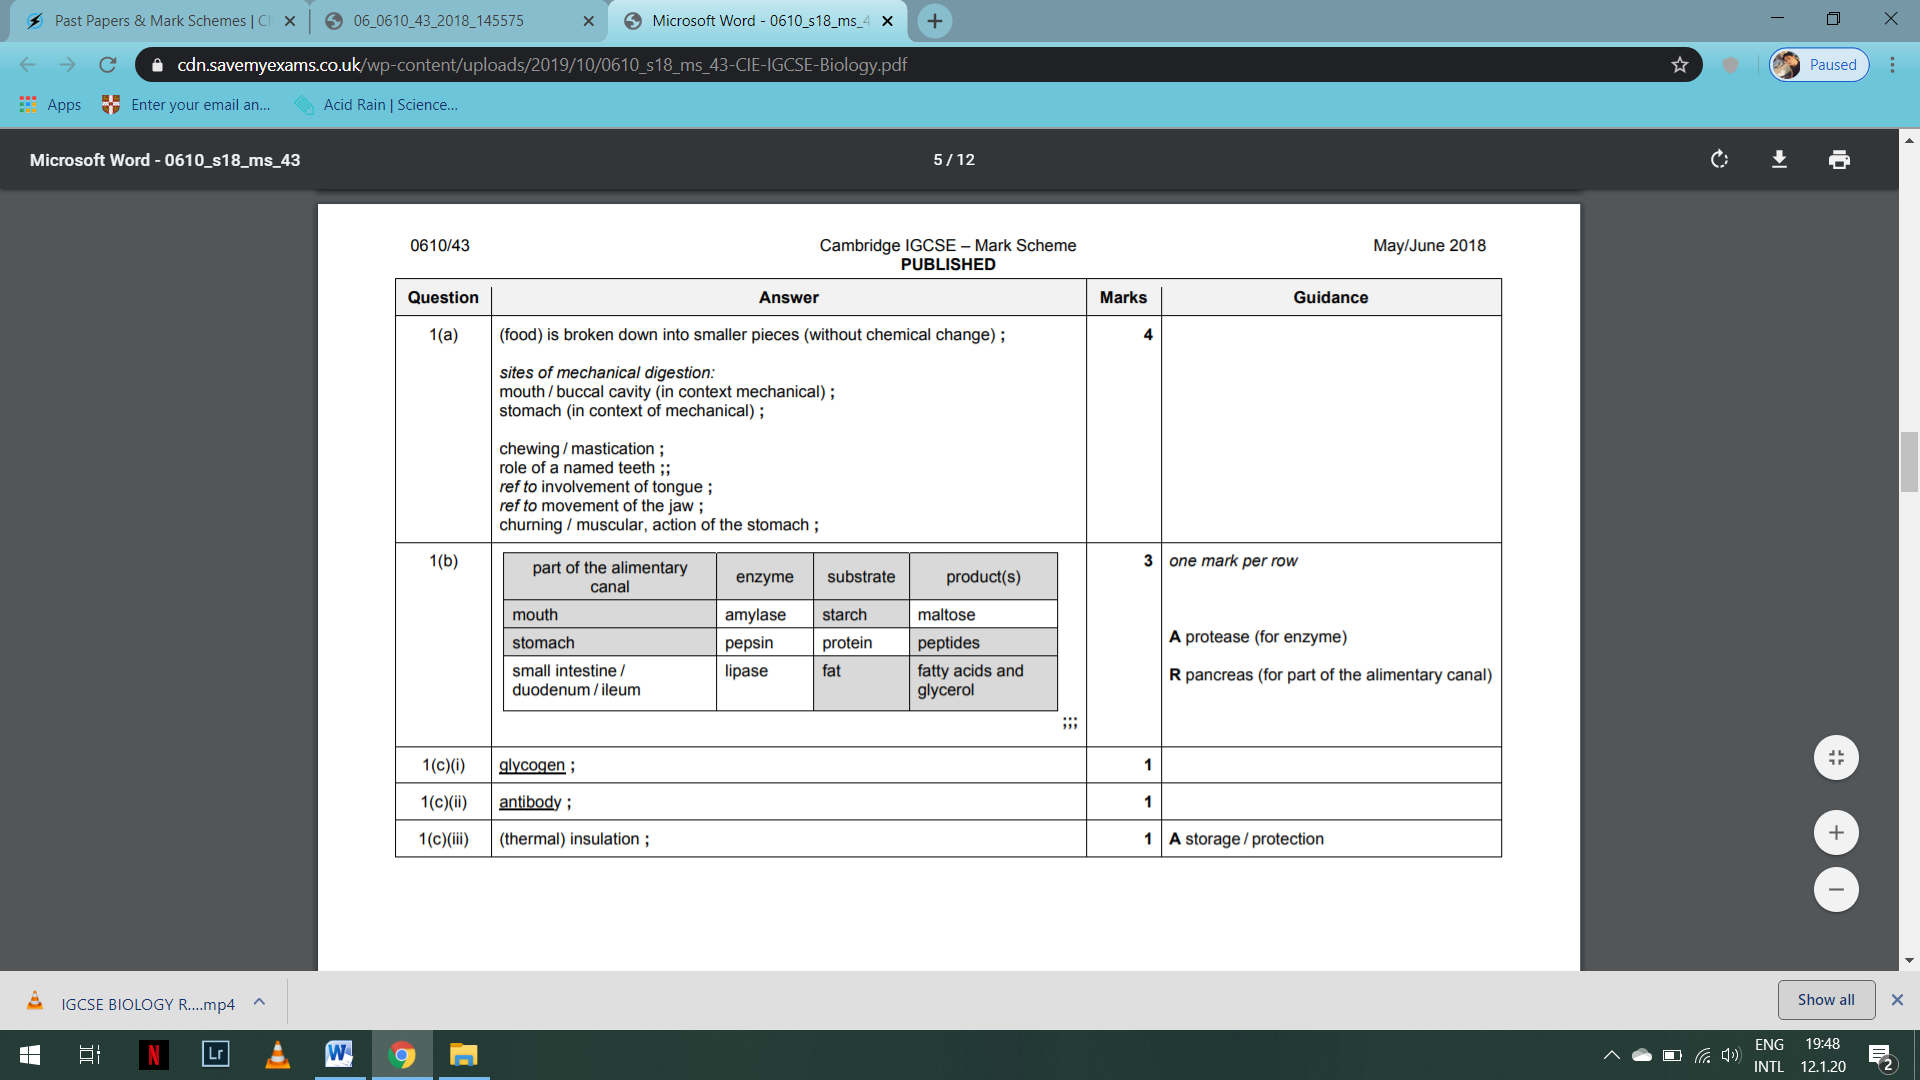 Past Papers & Mark Schemes | CI
06_0610_43_2018_145575
Microsoft Word - 0610_s18_ms_4
cdn.savemyexams.co.uk/wp-content/uploads/2019/10/0610_s18_ms_43-CIE-IGCSE-Biology.pdf
Paused
Apps
Enter your email an...
Acid Rain | Science...
Microsoft Word - 0610_s18_ms_43
5 / 12
0610/43
Cambridge IGCSE – Mark Scheme
PUBLISHED
May/June 2018
Question
Answer
Marks
Guidance
1(a)
(food) is broken down into smaller pieces (without chemical change) ;
4
sites of mechanical digestion:
mouth / buccal cavity (in context mechanical) ;
stomach (in context of mechanical) ;
chewing / mastication ;
role of a named teeth ;;
ref to involvement of tongue ;
ref to movement of the jaw ;
churning / muscular, action of the stomach ;
1(b)
part of the alimentary
canal
enzyme
substrate
product(s)
mouth
amylase
starch
maltose
stomach
pepsin
protein
peptides
small intestine /
duodenum / ileum
lipase
fat
fatty acids and
glycerol
;;;
3
one mark per row
A protease (for enzyme)
R pancreas (for part of the alimentary canal)
1(c)(i)
glycogen ;
1
1(c)(ii)
antibody ;
1
1(c)(iii)
(thermal) insulation ;
1
A storage / protection
IGCSE BIOLOGY R....mp4
Show all
N
Lr
W
ENG
INTL
19:48
12.1.20
2